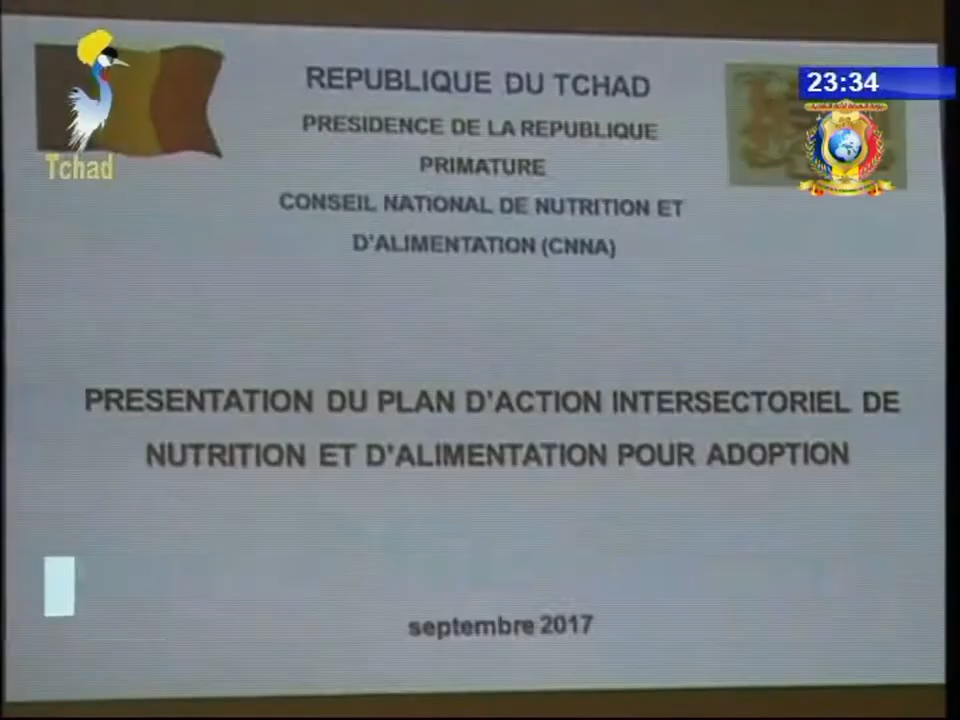 REPUBLIQUE DU TCHAD
PRESIDENCE DE LA REPUBLIQUE
PRIMATURE
CONSEIL NATIONAL DE NUTRITION ET
D'ALIMENTATION (CNNA)
Tchad
23:34
PRESENTATION DU PLAN D'ACTION INTERSECTORIEL DE
NUTRITION ET D'ALIMENTATION POUR ADOPTION
septembre 2017